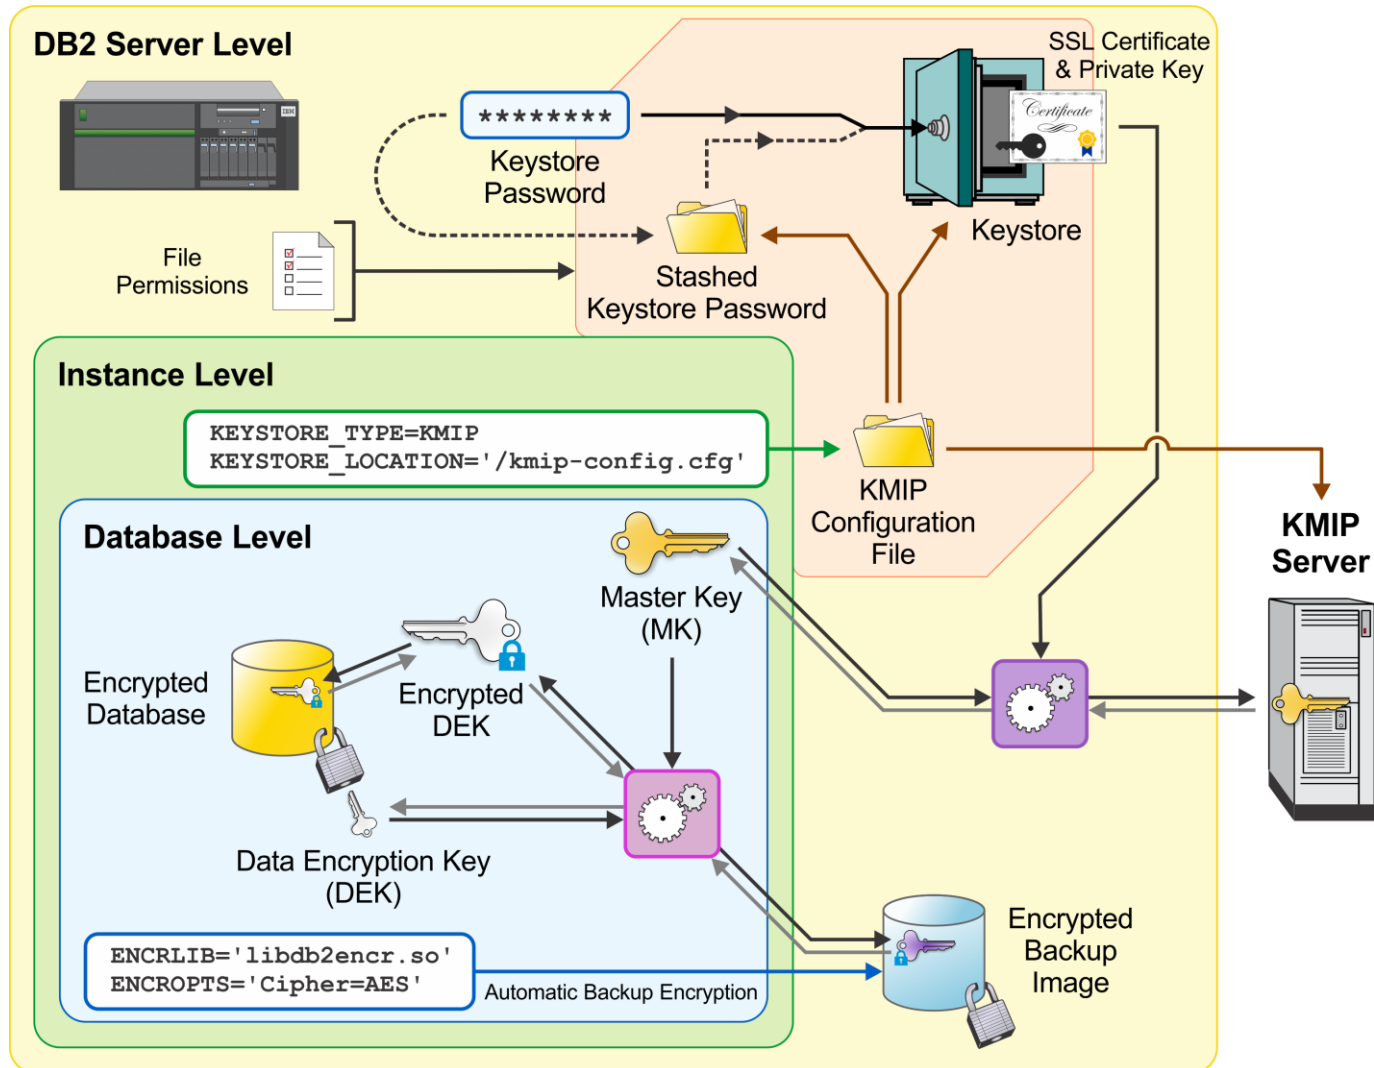 DB2 Server Level
IBM
SSL Certificate
& Private Key
Certificate
********
Keystore
Password
Keystore
File
Permissions
Stashed
Keystore Password
Instance Level
KEYSTORE_TYPE=KMIP
KEYSTORE_LOCATION='/kmip-config.cfg'
KMIP
Configuration
File
KMIP
Server
Database Level
Master Key
(MK)
Encrypted
Database
Encrypted
DEK
Data Encryption Key
(DEK)
ENCRLIB='libdb2encr.so'
ENCROPTS='Cipher=AES'
Automatic Backup Encryption
Encrypted
Backup
Image